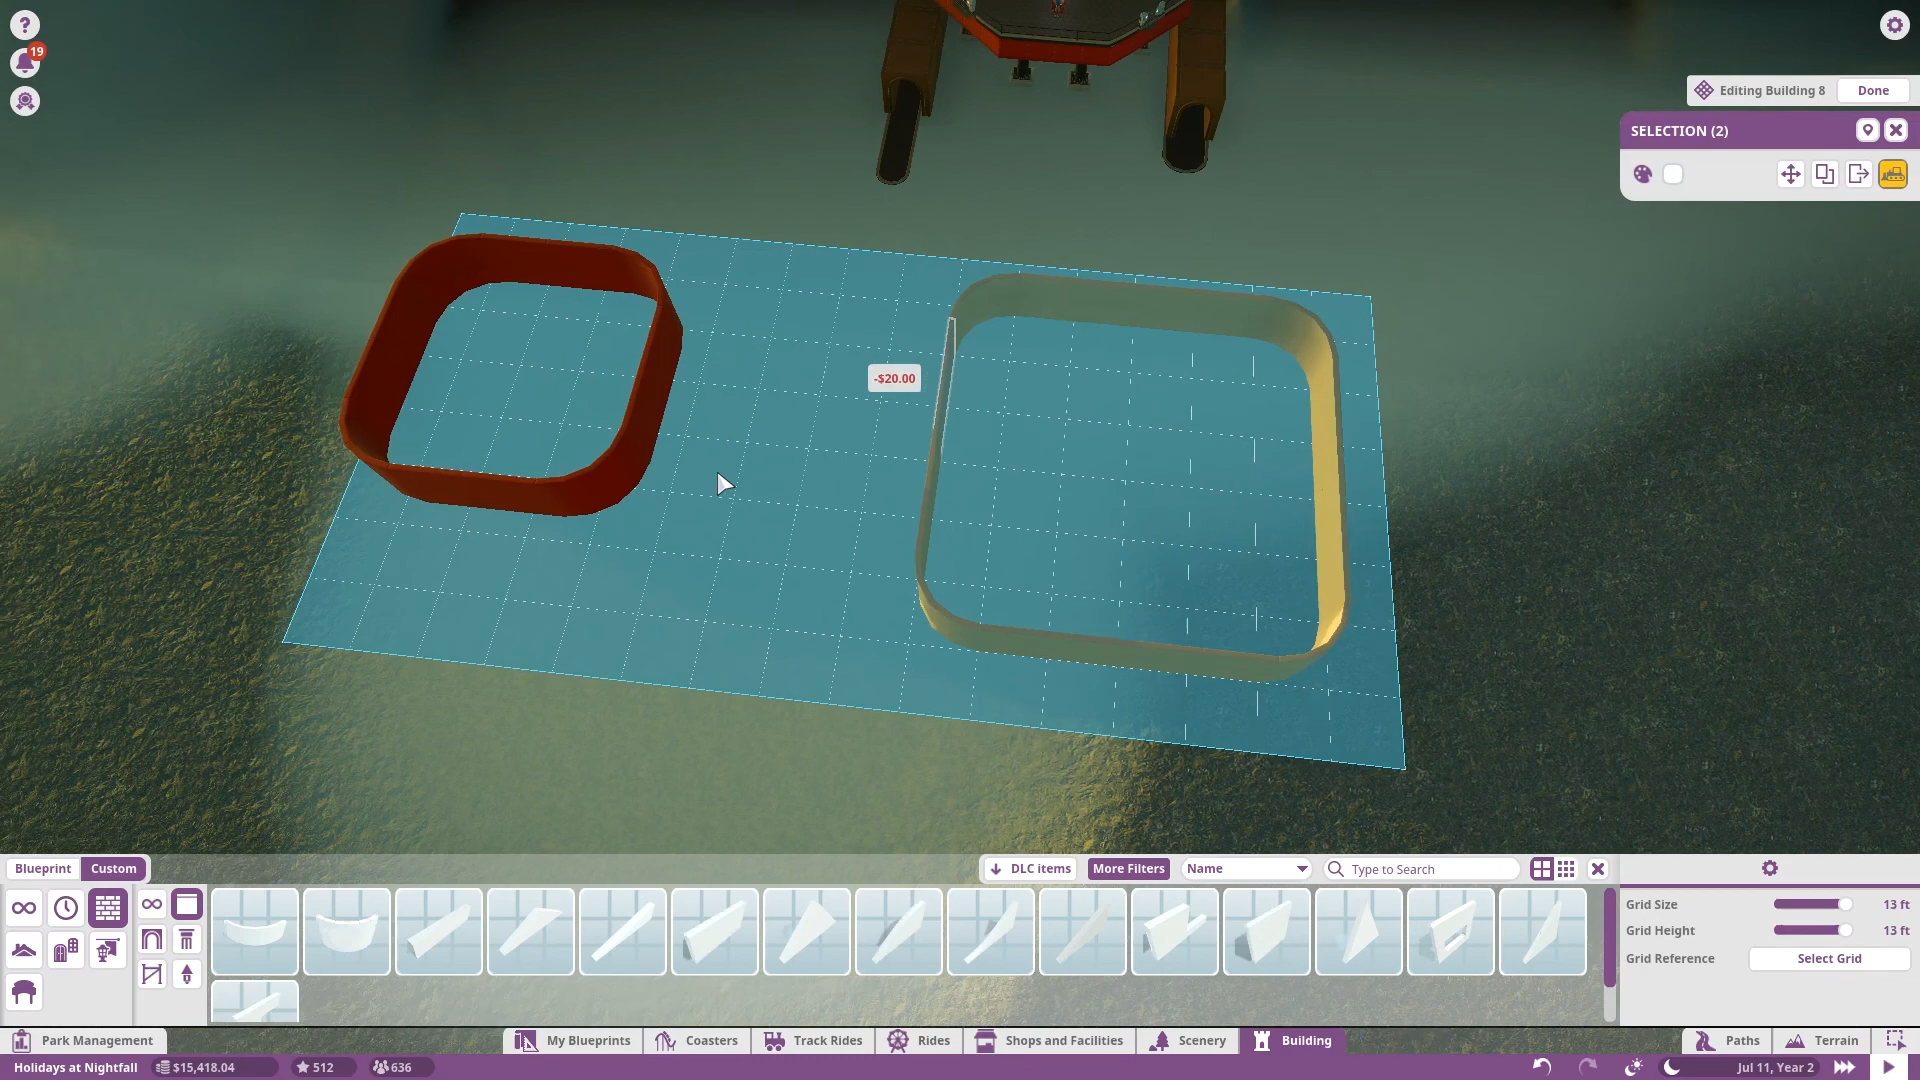 ?
19
Editing Building 8
Done
SELECTION (2)
-$20.00
Blueprint
Custom
DLC items
More Filters
Name
Type to Search
Grid Size
13 ft
Grid Height
13 ft
Grid Reference
Select Grid
Park Management
My Blueprints
Coasters
Track Rides
Rides
Shops and Facilities
Scenery
Building
Paths
Terrain
Holidays at Nightfall
$15,418.04
512
636
Jul 11, Year 2